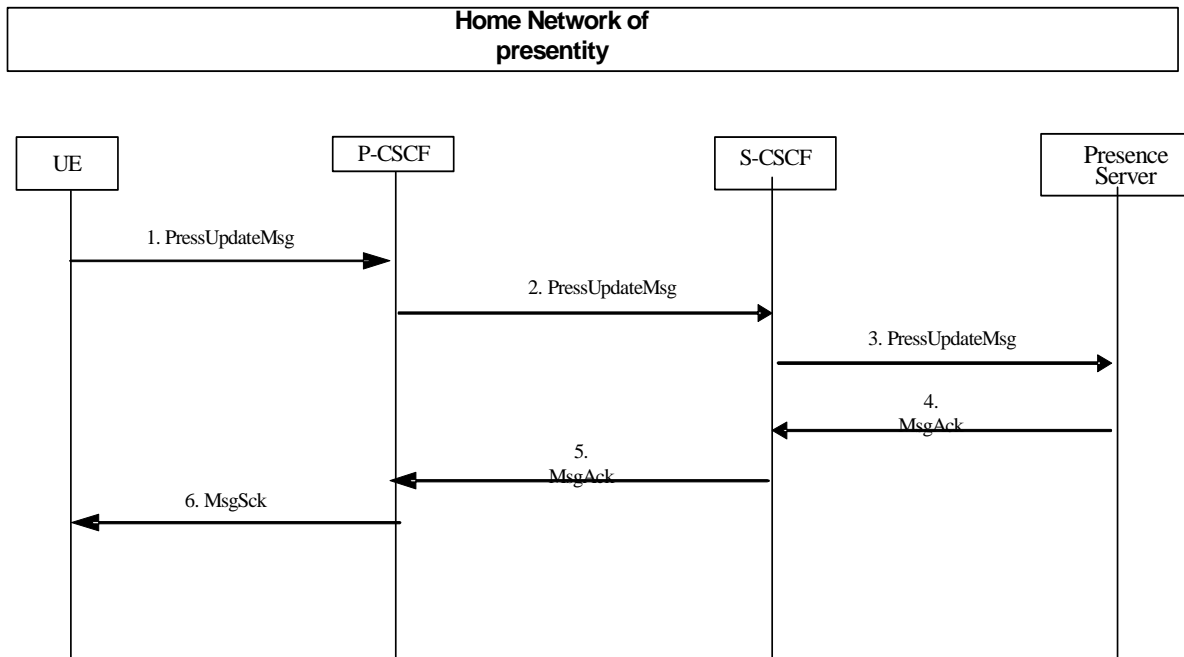 Home Network of
presentity
UE
P-CSCF
S-CSCF
Presence
Server
1. PressUpdateMsg
2. PressUpdateMsg
3. PressUpdateMsg
4.
MsgAck
5.
MsgAck
6. MsgSck